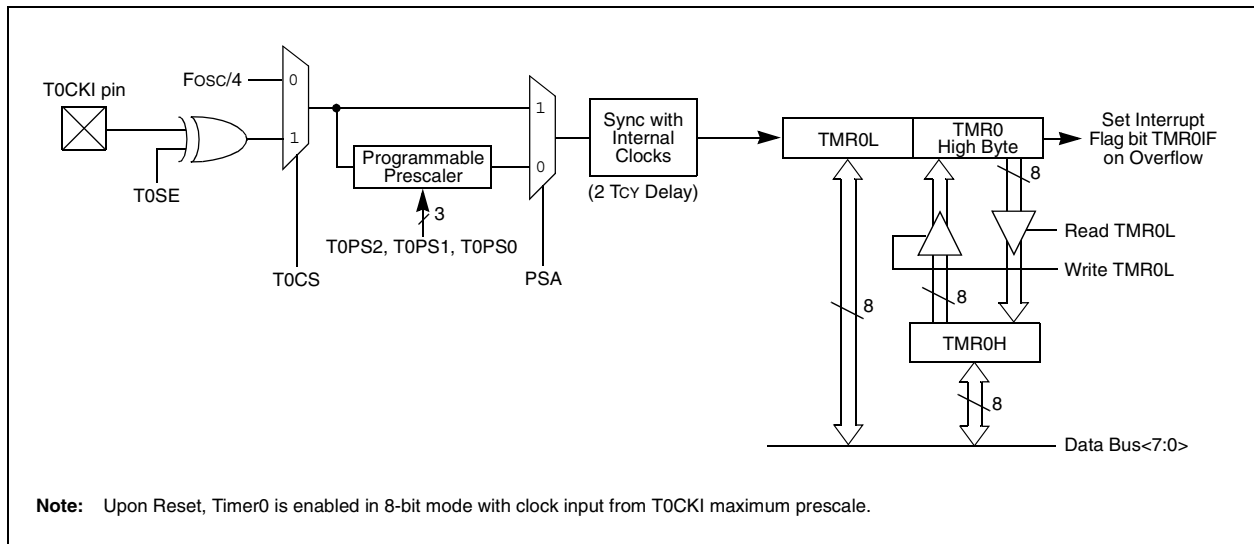 T0CKI pin
FOSC/4
0
1
T0SE
T0CS
Programmable
Prescaler
3
T0PS2, T0PS1, T0PS0
1
0
PSA
Sync with
Internal
Clocks
(2 TCY Delay)
TMR0L
TMR0
High Byte
Set Interrupt
Flag bit TMR0IF
on Overflow
8
Read TMR0L
Write TMR0L
8
8
TMR0H
8
Data Bus<7:0>
Note: Upon Reset, Timer0 is enabled in 8-bit mode with clock input from T0CKI maximum prescale.